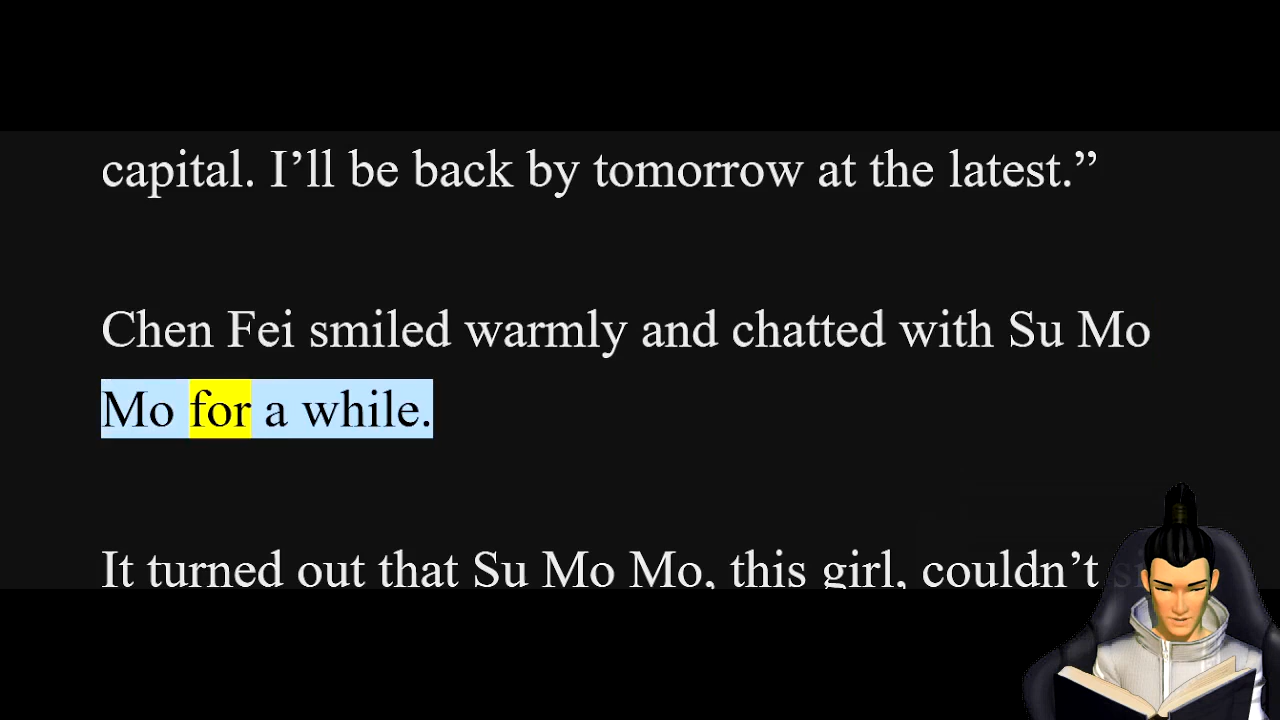 capital. I’ll be back by tomorrow at the latest.”
Chen Fei smiled warmly and chatted with Su Mo
Mo for a while.
It turned out that Su Mo Mo, this girl, couldn’t